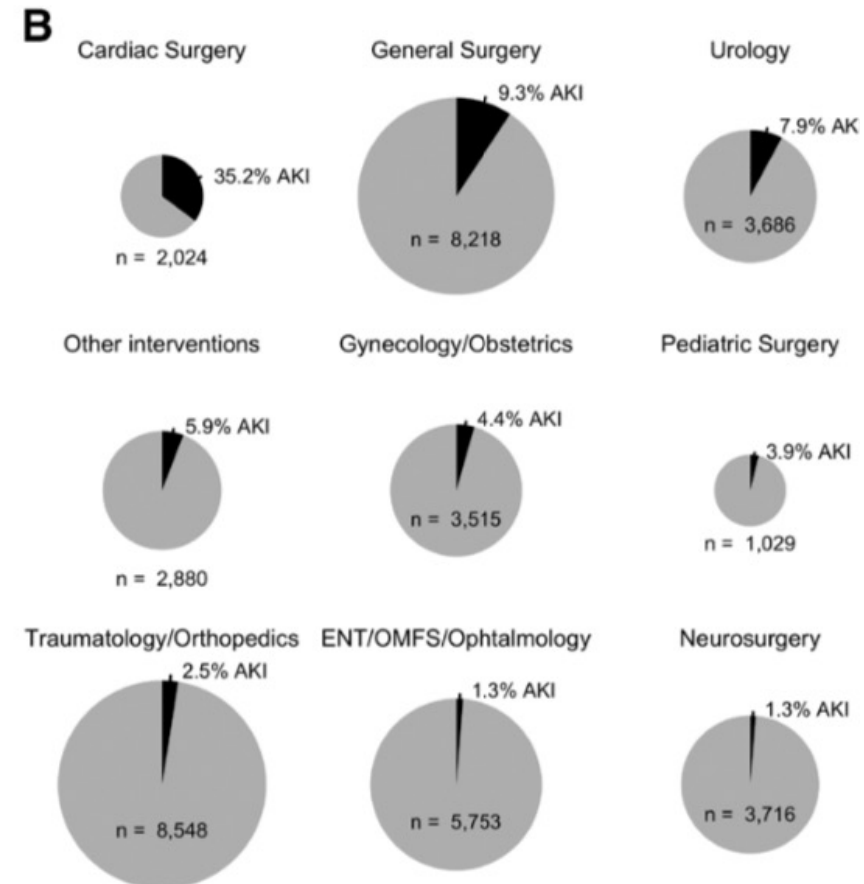 B
Cardiac Surgery
General Surgery
Urology
9.3% AKI
7.9% AK
35.2% AKI
n = 3,686
n = 8,218
n = 2,024
Other interventions
Gynecology/Obstetrics
Pediatric Surgery
5.9% AKI
4.4% AKI
3.9% AKI
n = 3,515
n = 1,029
n = 2,880
Traumatology/Orthopedics
ENT/OMFS/Ophtalmology
Neurosurgery
2.5% AKI
1.3% AKI
1.3% AKI
n = 8,548
n = 5,753
n = 3,716